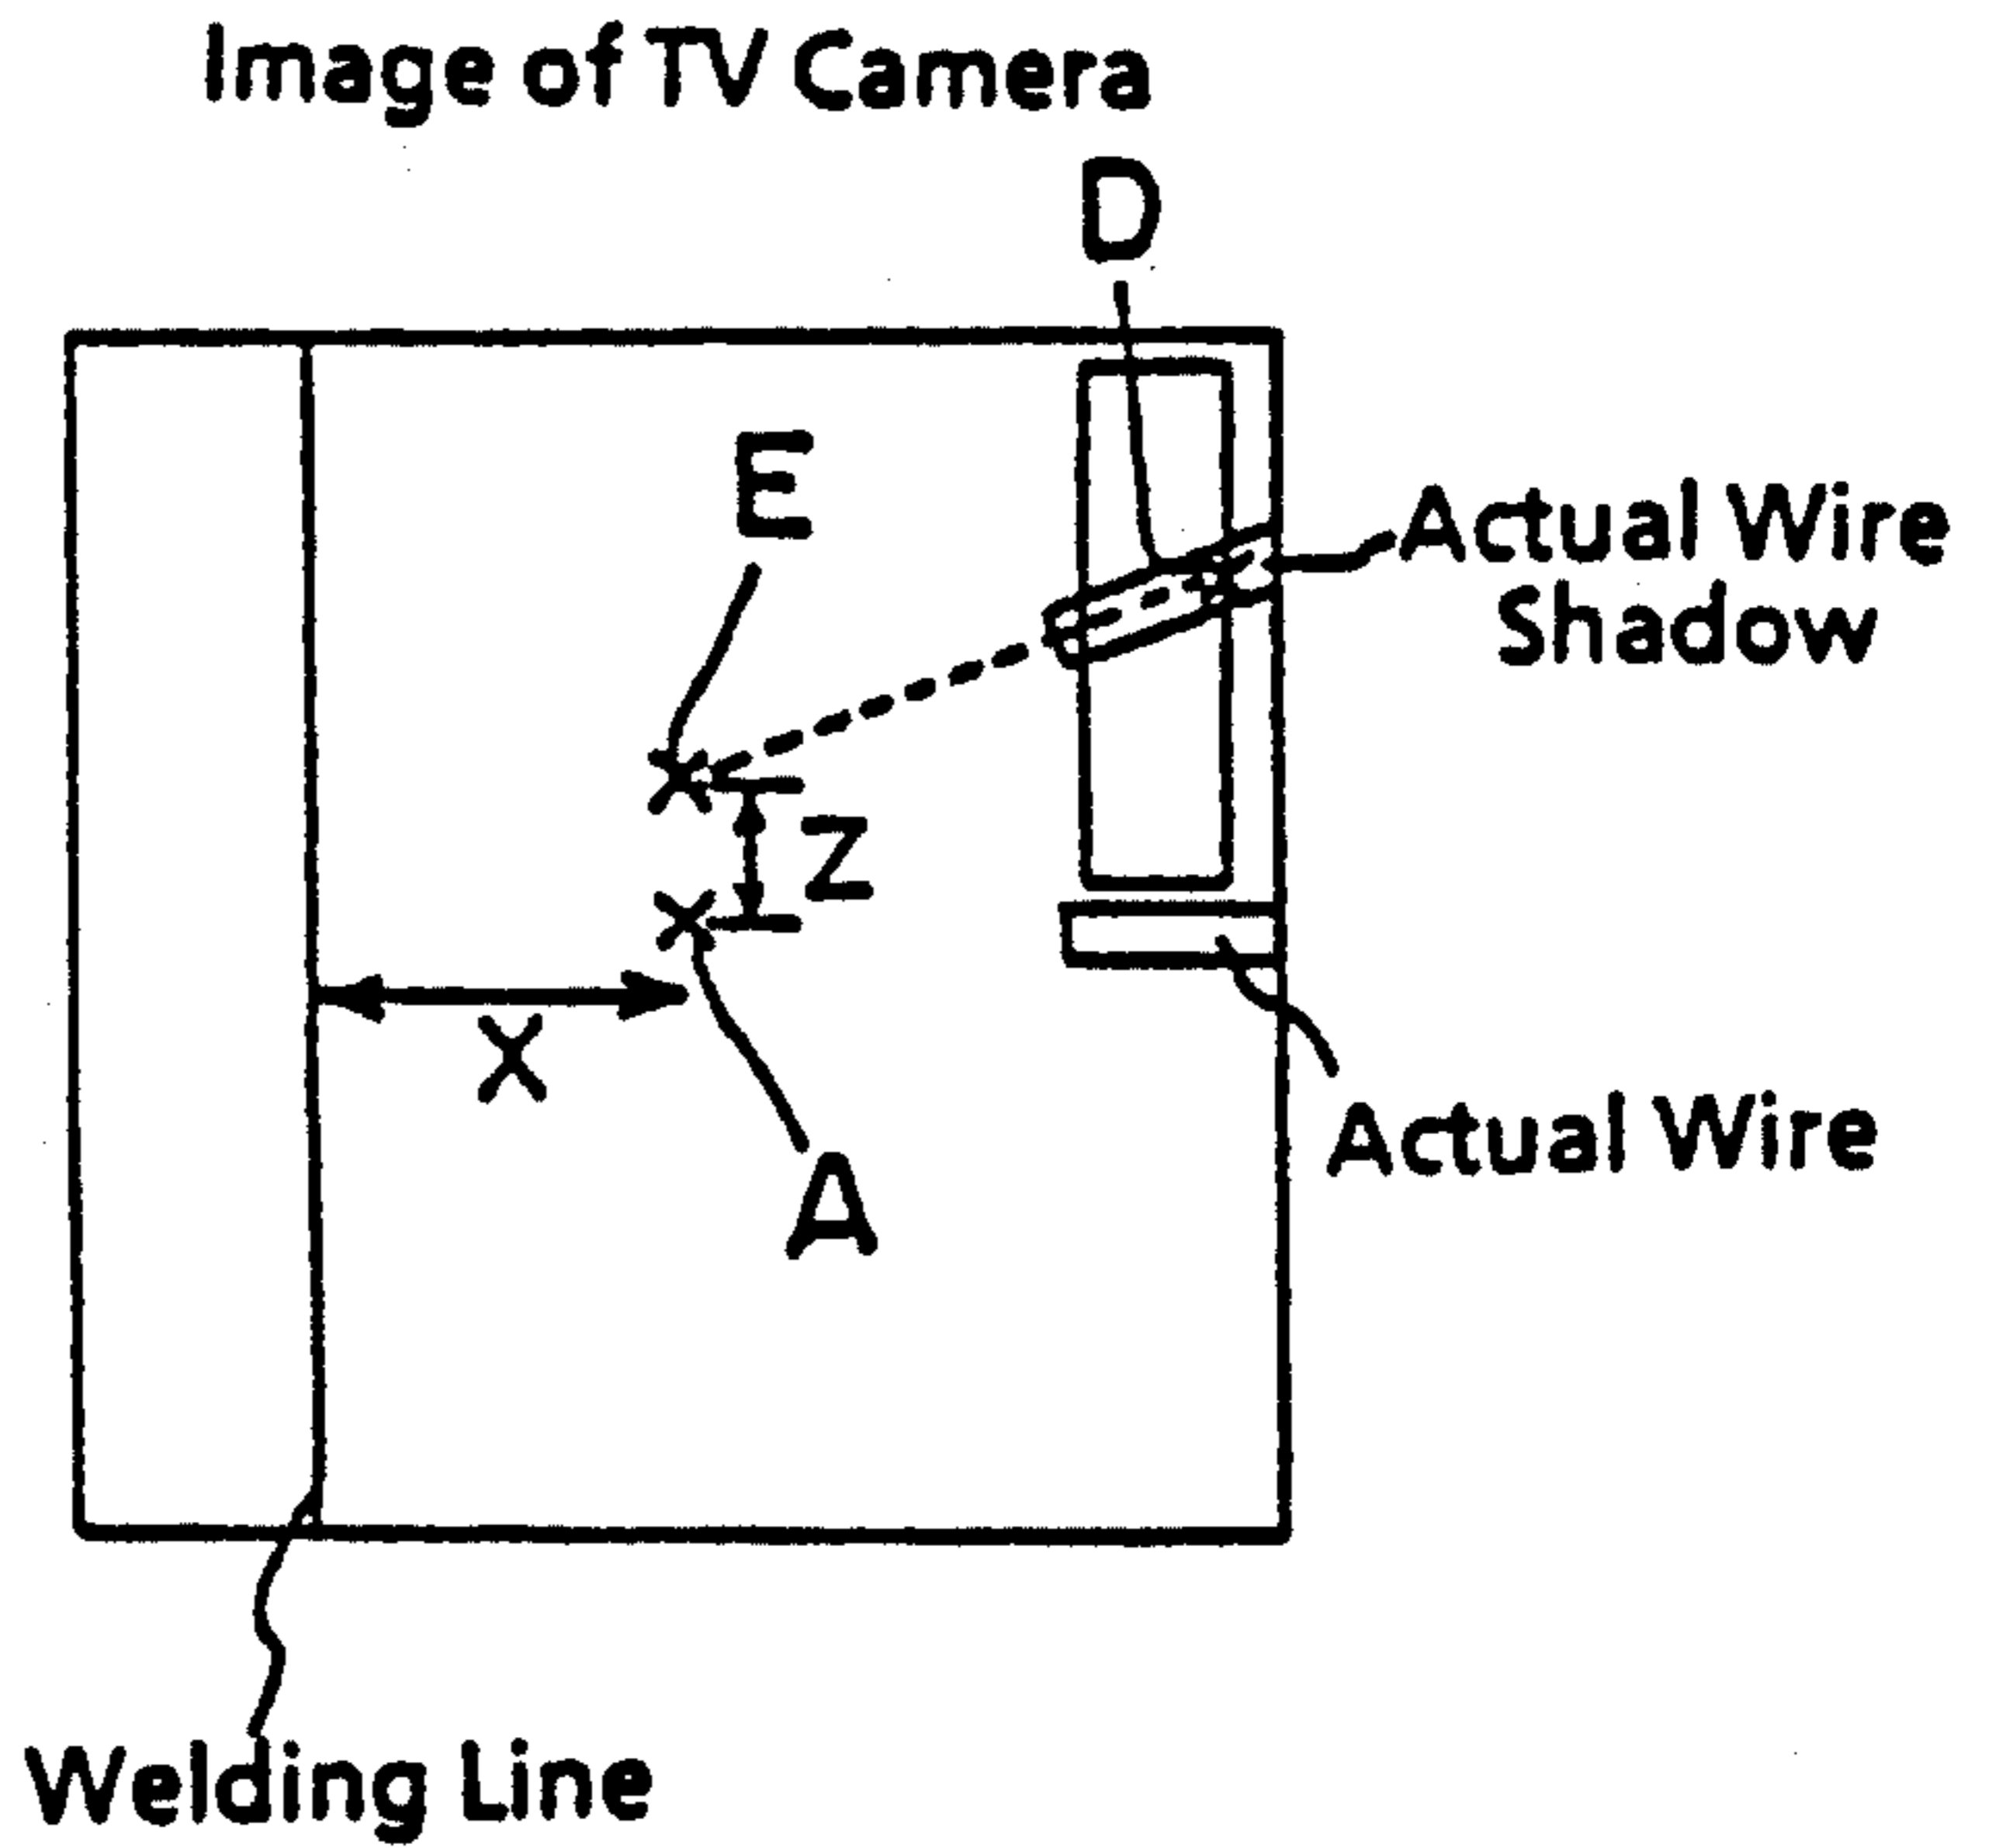 Image of TV Camera
D
E
Actual Wire
Shadow
Z
X
Actual Wire
A
Welding Line